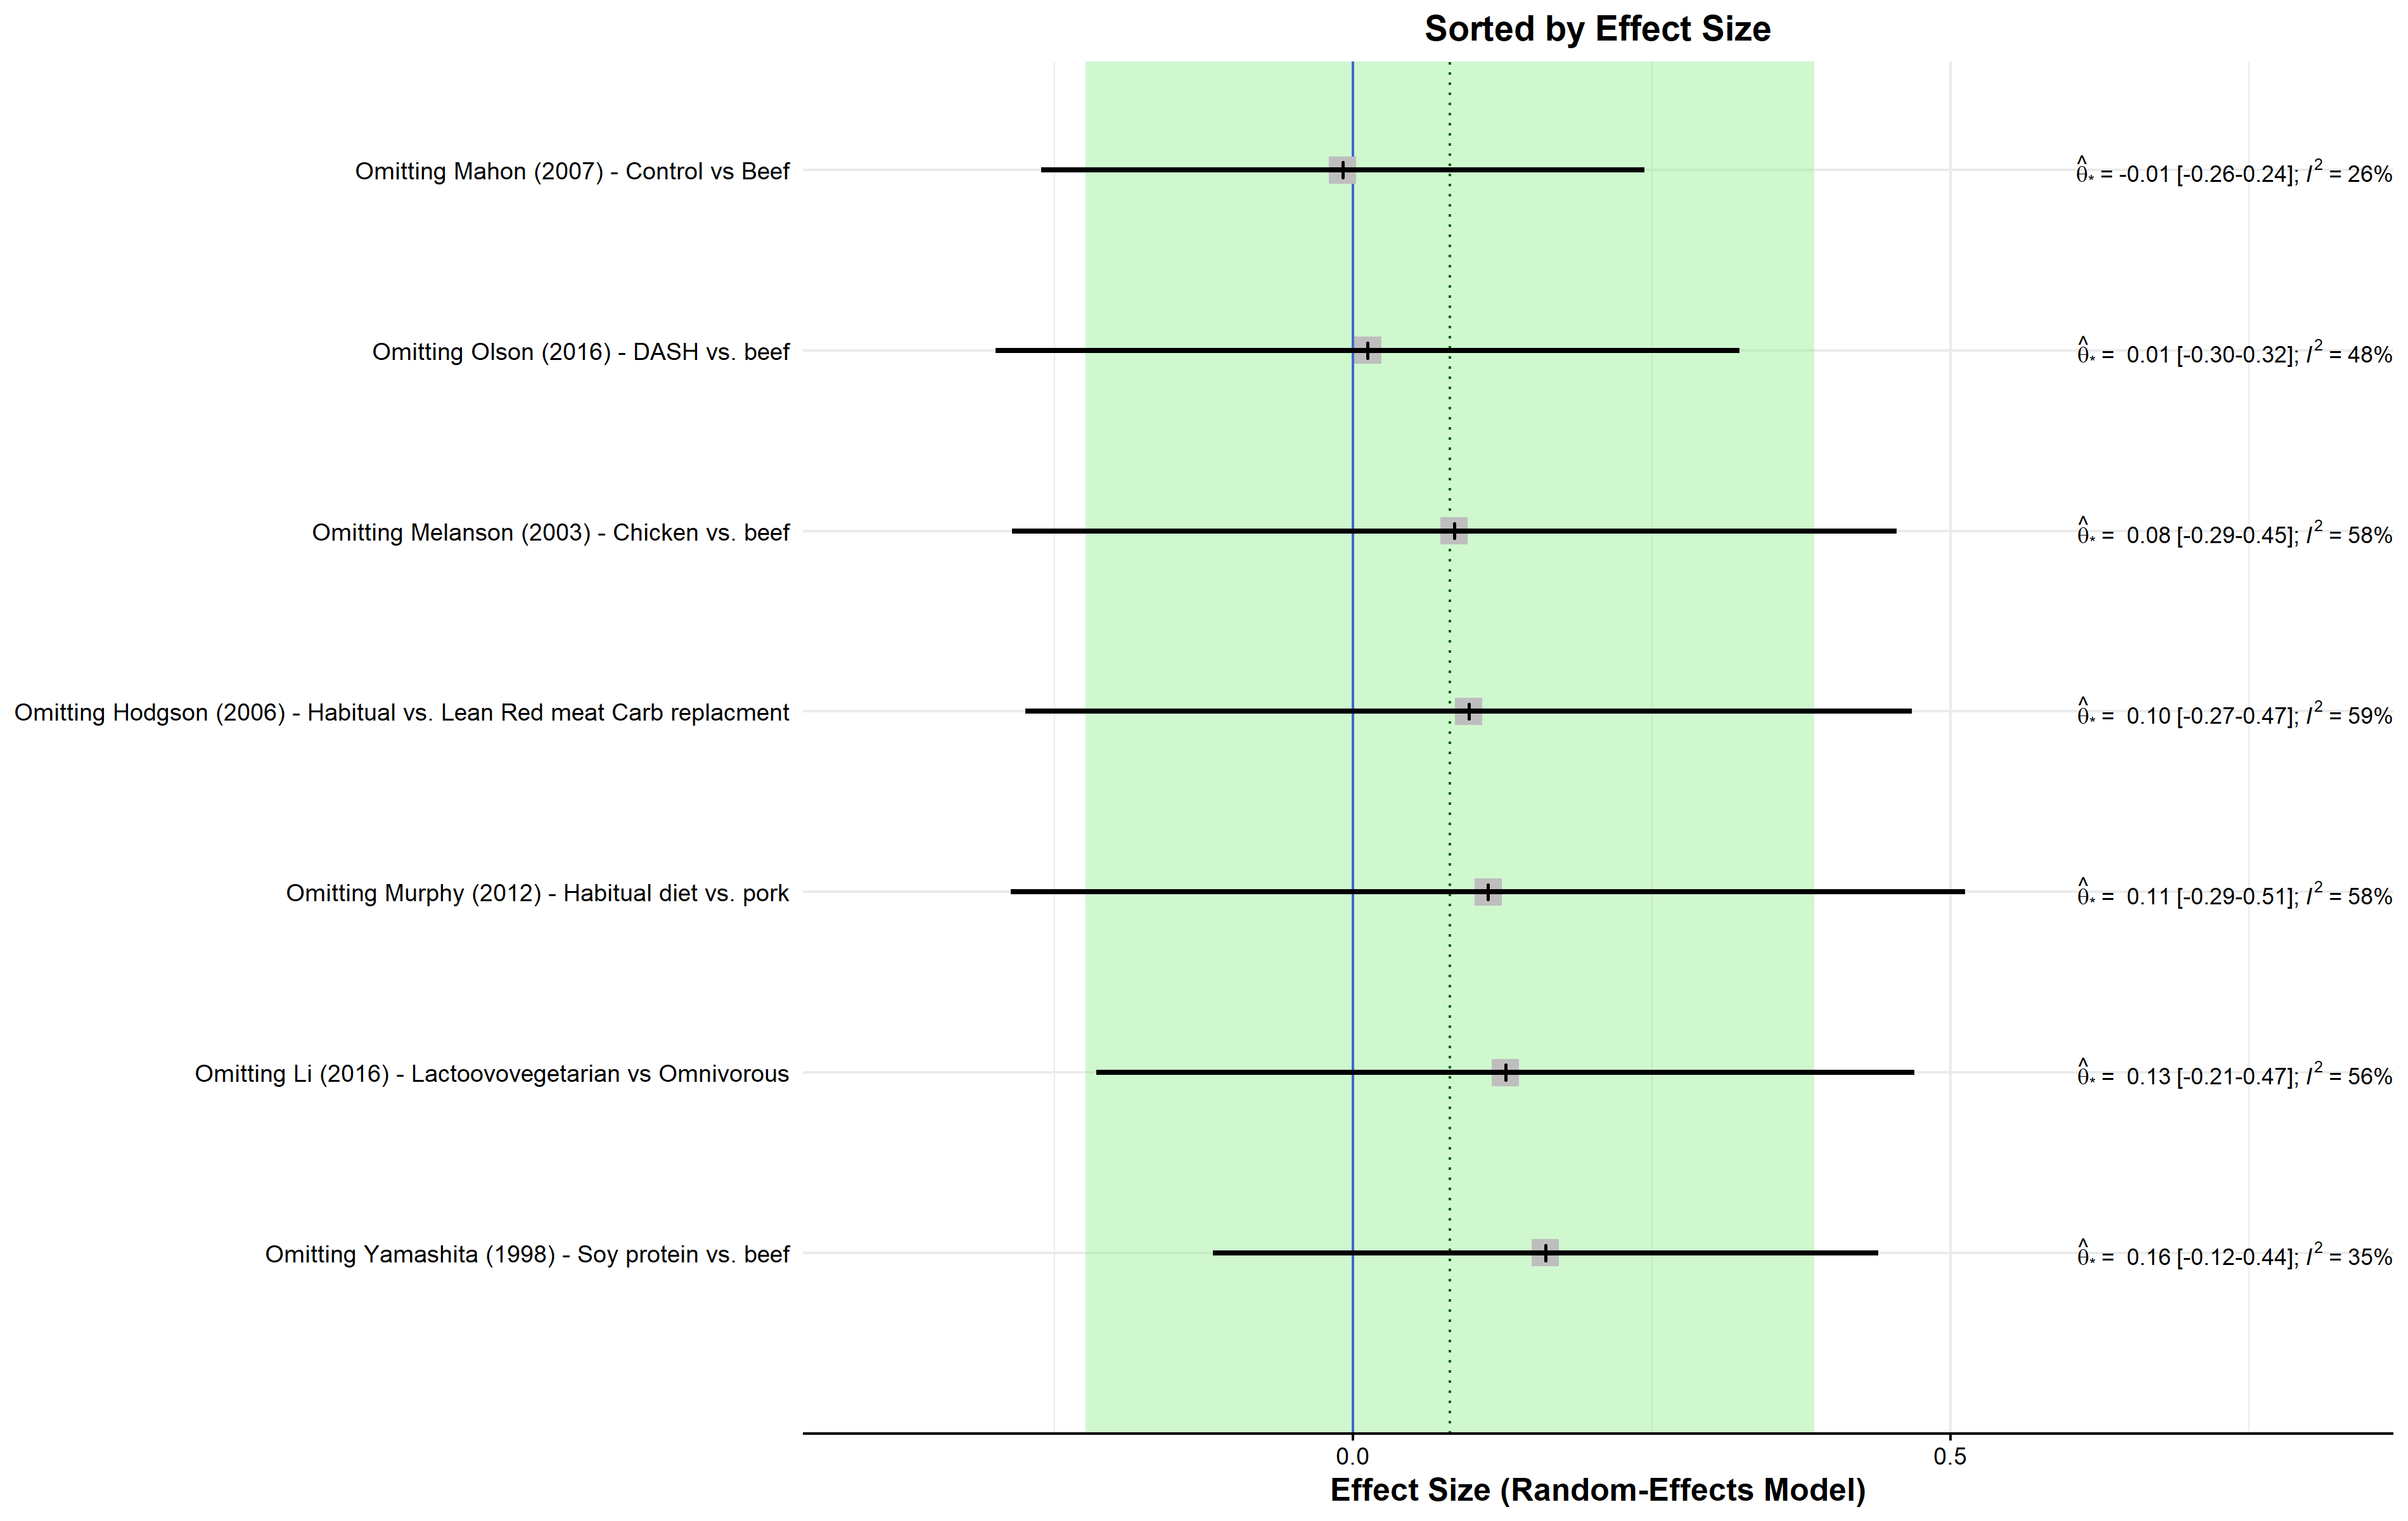 Sorted by Effect Size
Omitting Mahon (2007) - Control vs Beef θ̂* = -0.01 [-0.26-0.24]; I² = 26%
Omitting Olson (2016) - DASH vs. beef θ̂* = 0.01 [-0.30-0.32]; I² = 48%
Omitting Melanson (2003) - Chicken vs. beef θ̂* = 0.08 [-0.29-0.45]; I² = 58%
Omitting Hodgson (2006) - Habitual vs. Lean Red meat Carb replacment θ̂* = 0.10 [-0.27-0.47]; I² = 59%
Omitting Murphy (2012) - Habitual diet vs. pork θ̂* = 0.11 [-0.29-0.51]; I² = 58%
Omitting Li (2016) - Lactoovovegetarian vs Omnivorous θ̂* = 0.13 [-0.21-0.47]; I² = 56%
Omitting Yamashita (1998) - Soy protein vs. beef θ̂* = 0.16 [-0.12-0.44]; I² = 35%
0.0 0.5
Effect Size (Random-Effects Model)